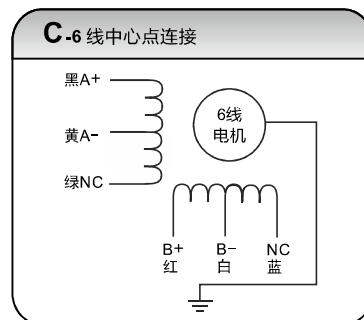 C-6 线中心点连接
黑A+
黄A-
绿NC
6线
电机
B+ B- NC
红 白 蓝